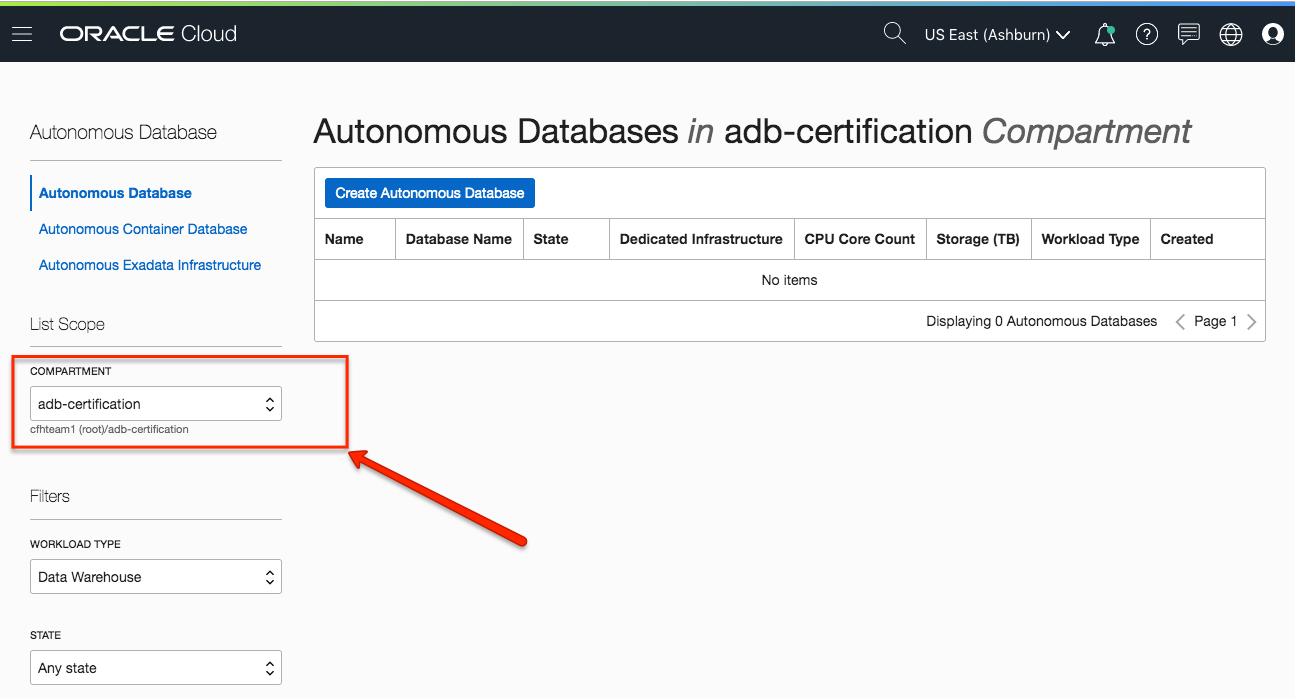 ORACLE Cloud
US East (Ashburn)
Autonomous Database
Autonomous Database
Autonomous Container Database
Autonomous Exadata Infrastructure
List Scope
COMPARTMENT
adb-certification
cfhteam1 (root)/adb-certification
Filters
WORKLOAD TYPE
Data Warehouse
STATE
Any state
Autonomous Databases in adb-certification Compartment
Create Autonomous Database
Name Database Name State Dedicated Infrastructure CPU Core Count Storage (TB) Workload Type Created
No items
Displaying 0 Autonomous Databases < Page 1 >